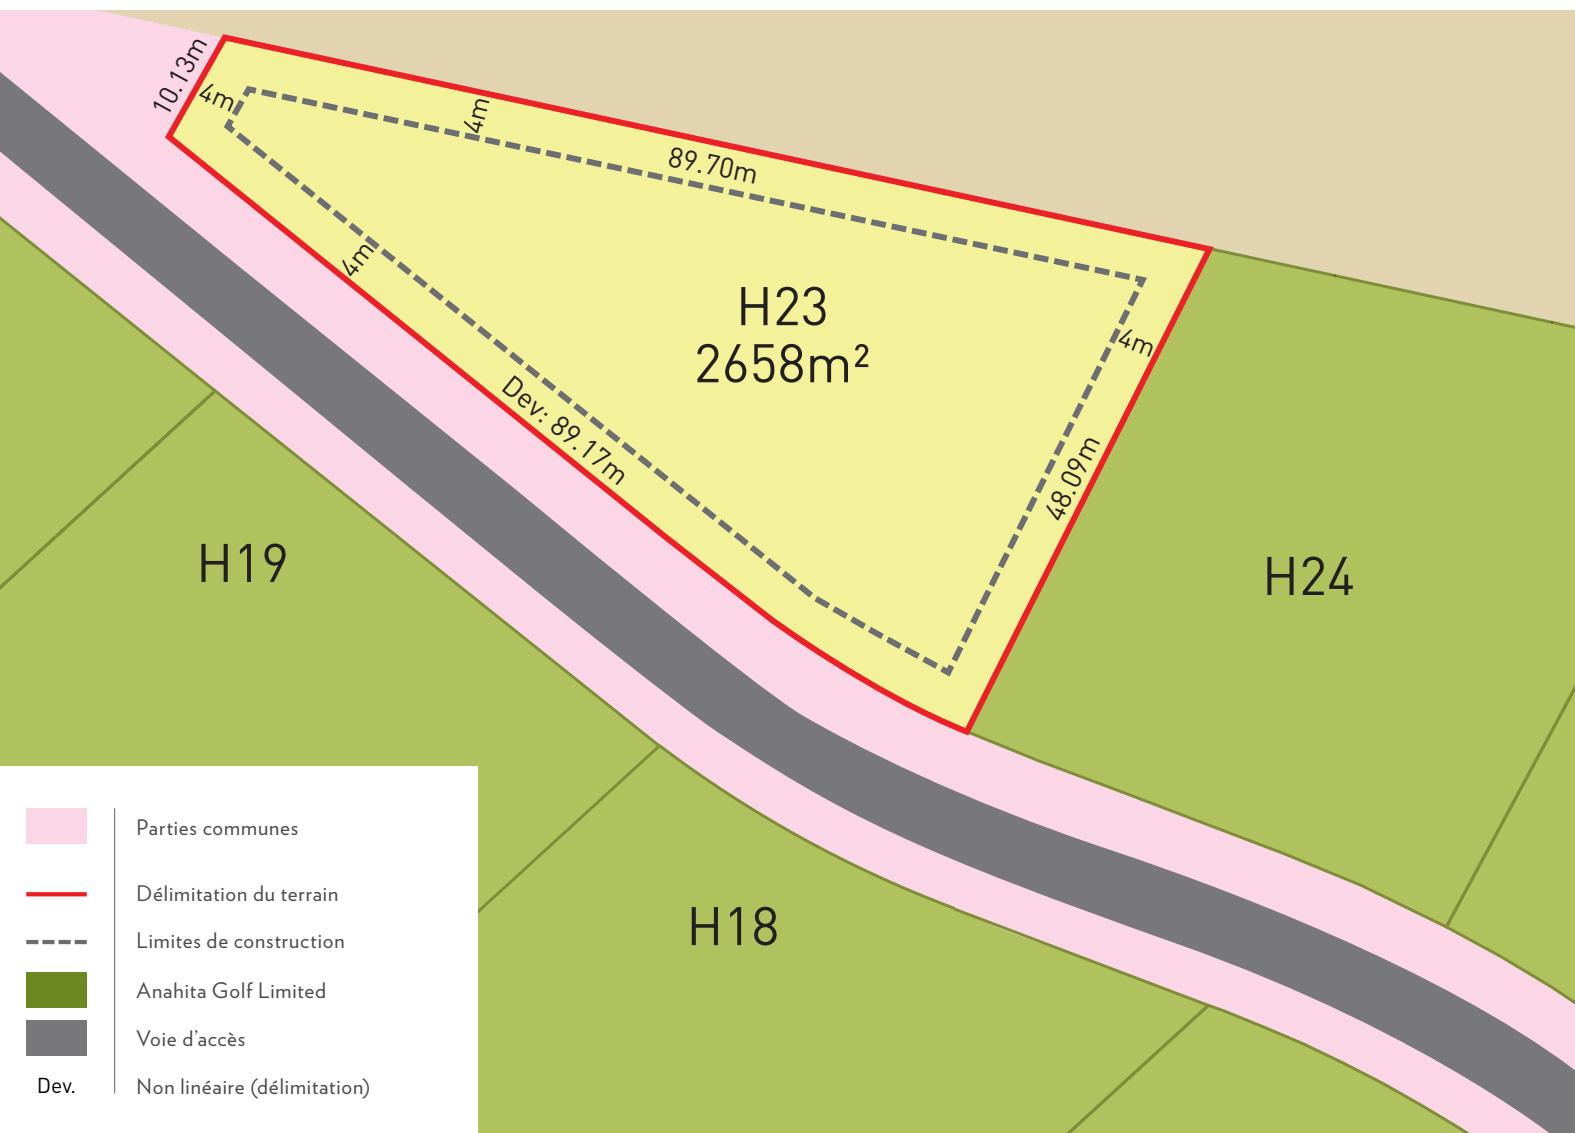 10.13m
4m
4m
89.70m
4m
H23
2658m²
4m
Dev: 89.17m
48.09m
H19
H24
H18
Parties communes
Délimitation du terrain
Limites de construction
Anahita Golf Limited
Voie d'accès
Dev. Non linéaire (délimitation)